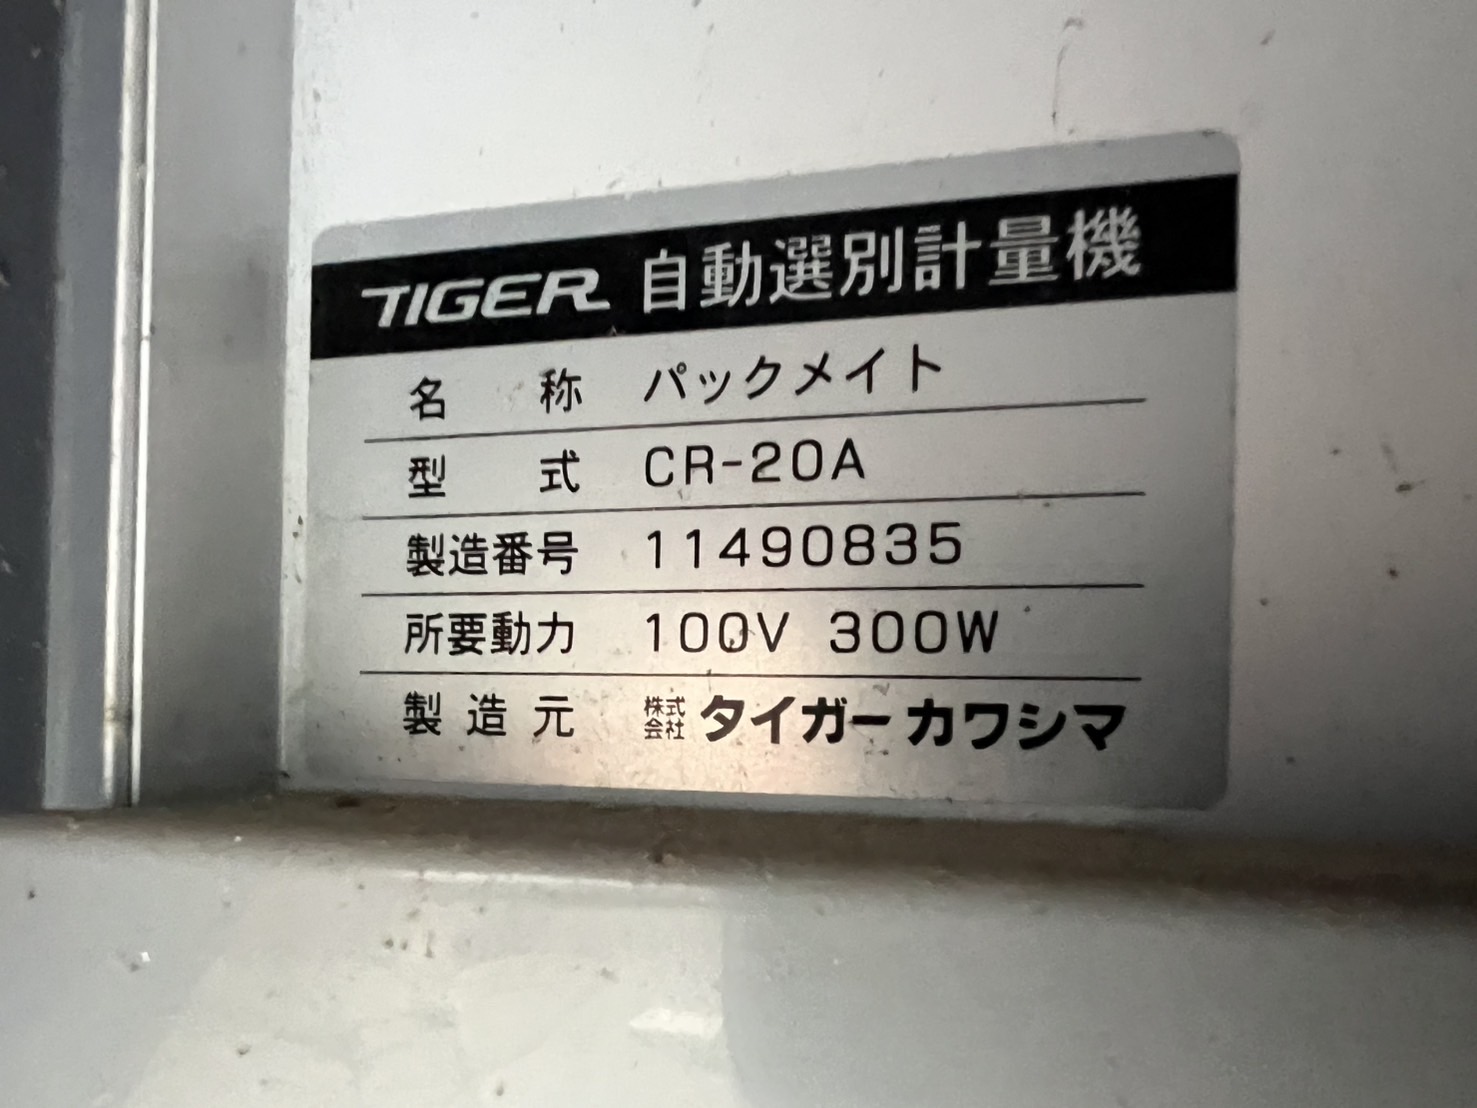 TIGER 自動選別計量機
名称 パックメイト
型式 CR-20A
製造番号 11490835
所要動力 100V 300W
製造元 株式会社 タイガーカワシマ